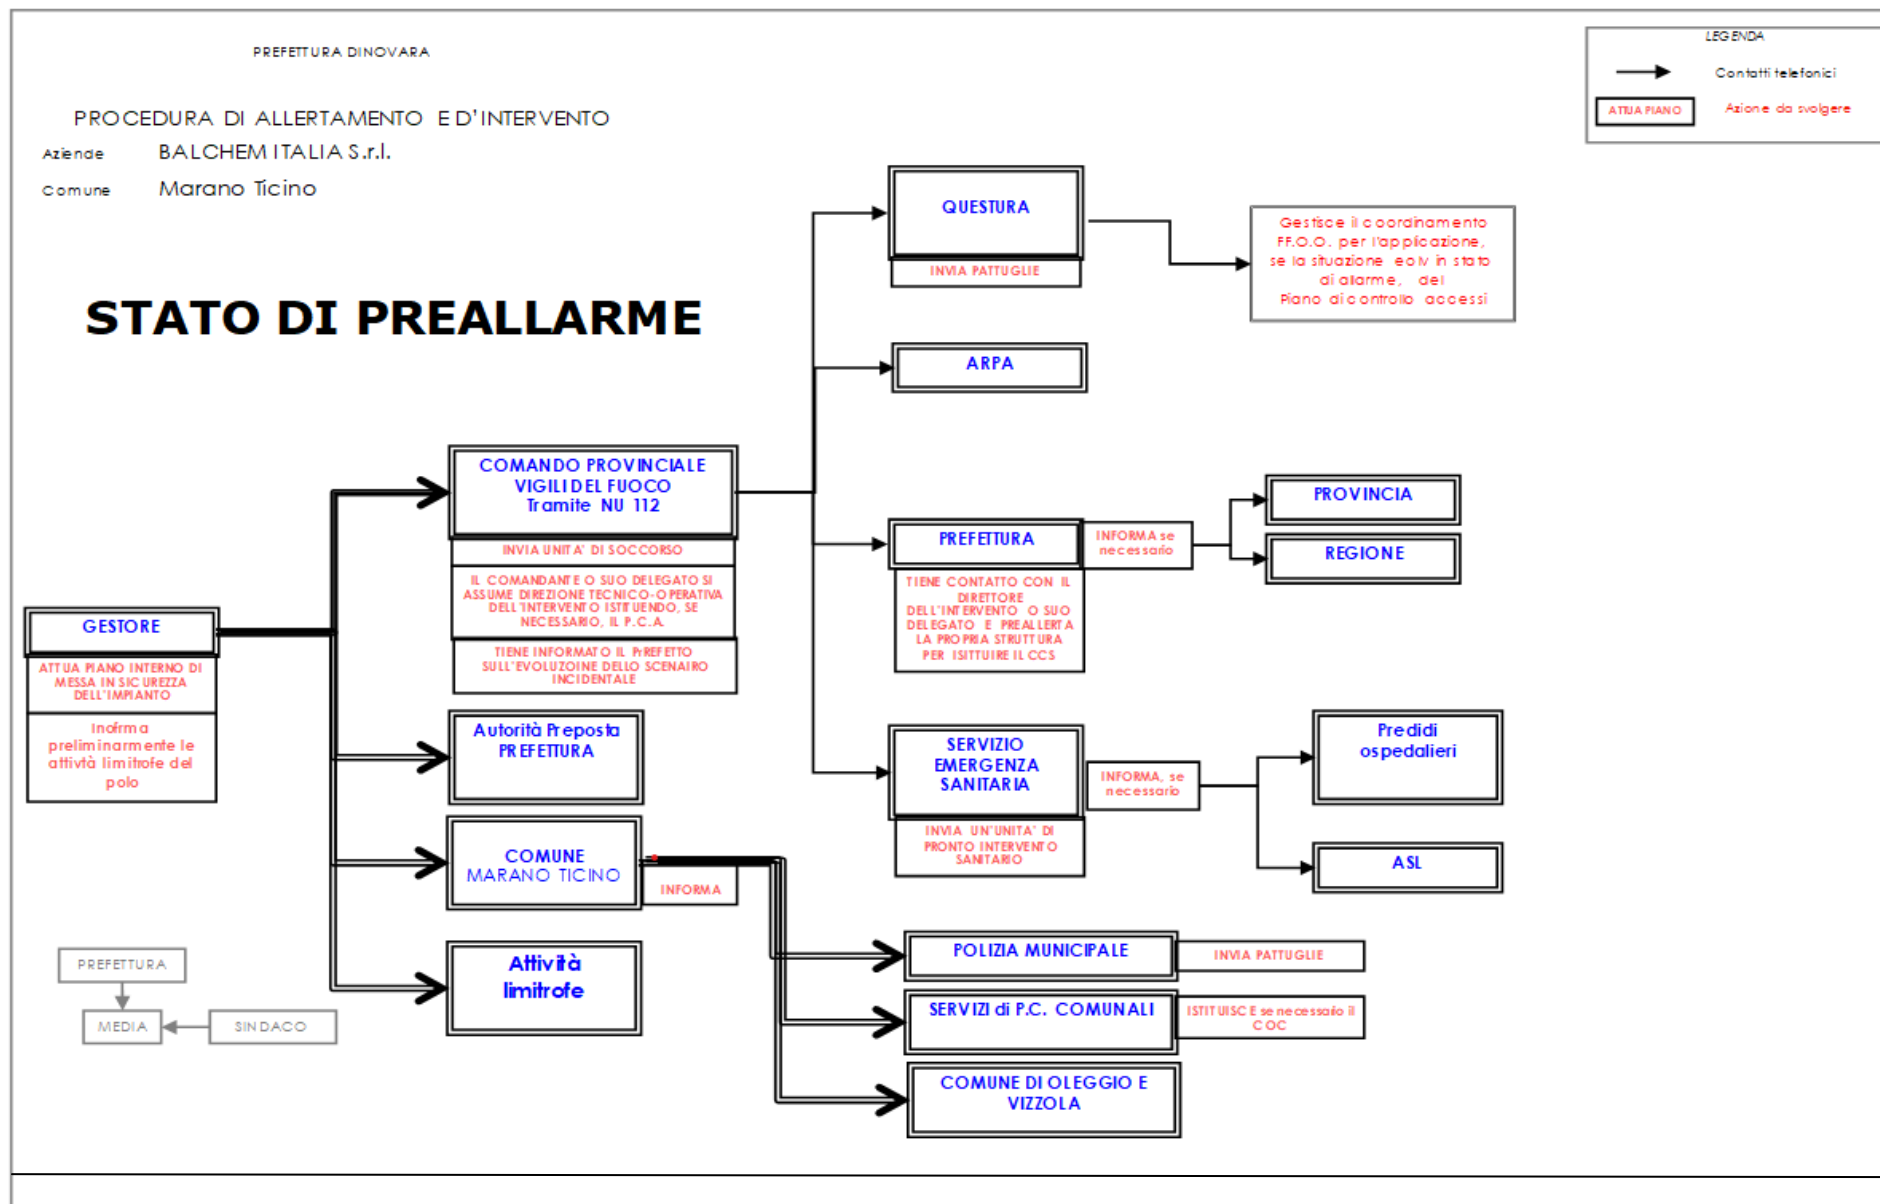 PREFETTURA DINOVARA
LEGENDA
Contatti telefonici
ATTUA PIANO
Azione da svolgere
PROCEDURA DI ALLERTAMENTO E D'INTERVENTO
Aziende BALCHEM ITALIA S.r.l.
Comune Marano Ticino
STATO DI PREALLARME
QUESTURA
INVIA PATTUGLIE
Gestisce il coordinamento
FF.O.O. per l'applicazione,
se la situazione eolv in stato
di allarme, del
Piano di controllo accessi
ARPA
COMANDO PROVINCIALE
VIGILI DEL FUOCO
Tramite NU 112
INVIA UNITA' DI SOCCORSO
IL COMANDANTE O SUO DELEGATO SI
ASSUME DIREZIONE TECNICO-OPERATIVA
DELL'INTERVENTO ISTITUENDO, SE
NECESSARIO, IL P.C.A.
TIENE INFORMATO IL PrREFETTO
SULL'EVOLUZOINE DELLO SCENAIRO
INCIDENTALE
PREFETTURA
INFORMA se
necessario
TIENE CONTATTO CON IL
DIRETTORE
DELL'INTERVENTO O SUO
DELEGATO E PREALLERTA
LA PROPRIA STRUTTURA
PER ISITTUIRE IL CCS
PROVINCIA
REGIONE
GESTORE
ATTUA PIANO INTERNO DI
MESSA IN SICUREZZA
DELL'IMPIANTO
Inofrma
preliminarmente le
attivtà limitrofe del
polo
Autorità Preposta
PREFETTURA
SERVIZIO
EMERGENZA
SANITARIA
INFORMA, se
necessario
INVIA UN'UNITA' DI
PRONTO INTERVENTO
SANITARIO
Predidi
ospedalieri
ASL
COMUNE
MARANO TICINO
INFORMA
Attività
limitrofe
POLIZIA MUNICIPALE
INVIA PATTUGLIE
SERVIZI di P.C. COMUNALI
ISTITUISCE se necessario il
COC
COMUNE DI OLEGGIO E
VIZZOLA
PREFETTURA
MEDIA
SINDACO